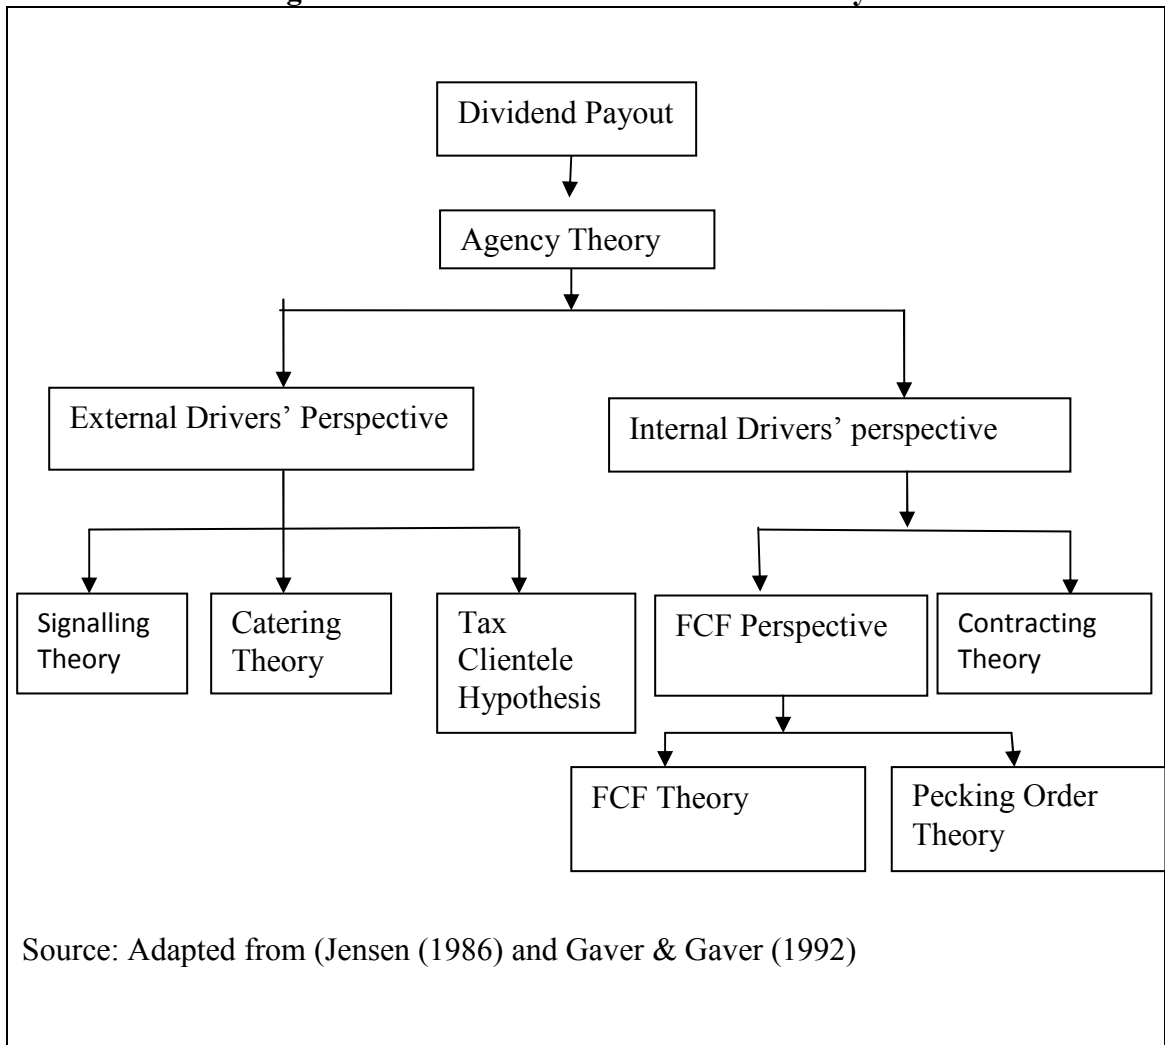 Dividend Payout
Agency Theory
External Drivers’ Perspective
Internal Drivers’ perspective
Signalling
Theory
Catering
Theory
Tax
Clientele
Hypothesis
FCF Perspective
Contracting
Theory
FCF Theory
Pecking Order
Theory
Source: Adapted from (Jensen (1986) and Gaver & Gaver (1992)